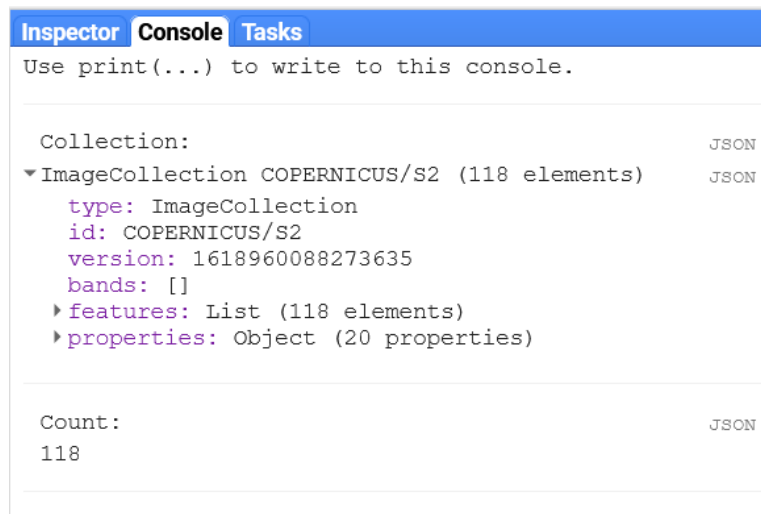 Inspector Console Tasks
Use print(...) to write to this console.
Collection: JSON
ImageCollection COPERNICUS/S2 (118 elements) JSON
type: ImageCollection
id: COPERNICUS/S2
version: 1618960088273635
bands: []
features: List (118 elements)
properties: Object (20 properties)
Count: JSON
118